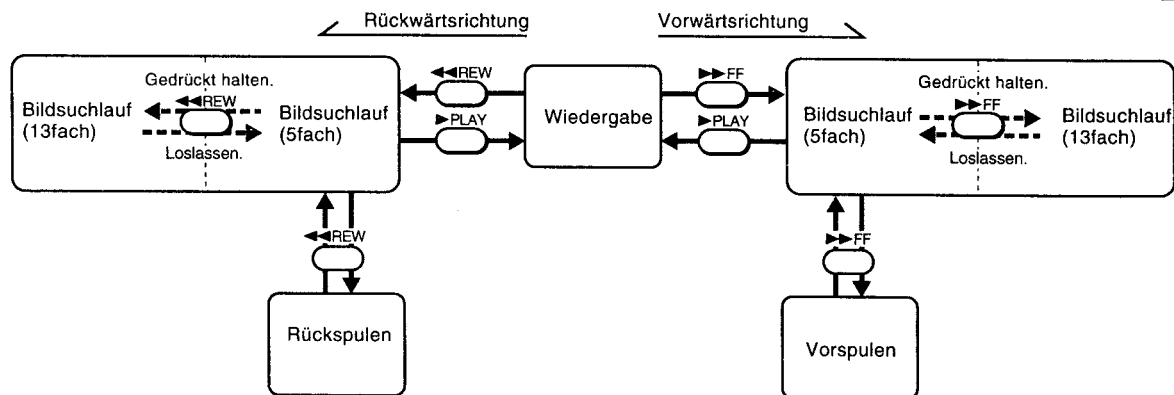 Rückwärtsrichtung
Vorwärtsrichtung
Gedrückt halten.
◄◄REW
Bildsuchlauf
(13fach)
Bildsuchlauf
(5fach)
Loslassen.
◄◄REW
►PLAY
Wiedergabe
►►FF
►PLAY
Gedrückt halten.
►►FF
Bildsuchlauf
(5fach)
Bildsuchlauf
(13fach)
Loslassen.
◄◄REW
►►FF
Rückspulen
Vorspulen